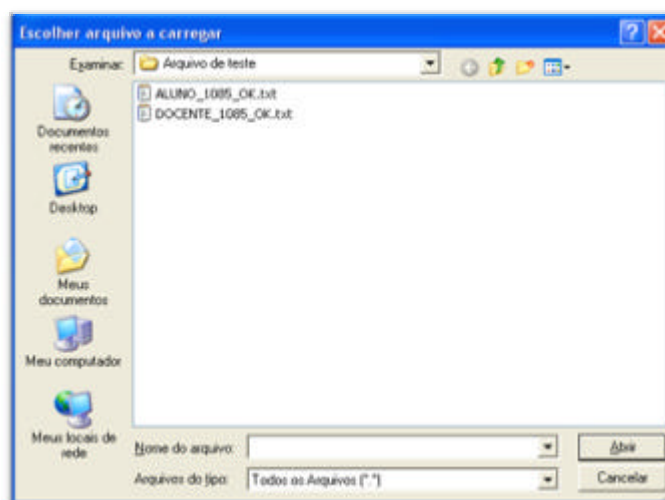 Escolher arquivo a carregar
Examinar:
Arquivo de teste
ALUNO_1085_OK.txt
DOCENTE_1085_OK.txt
Documentos
recentes
Desktop
Meus
documentos
Meu computador
Meus locais de
rede
Nome do arquivo:
Abrir
Arquivos do tipo:
Todos os Arquivos (*.*)
Cancelar